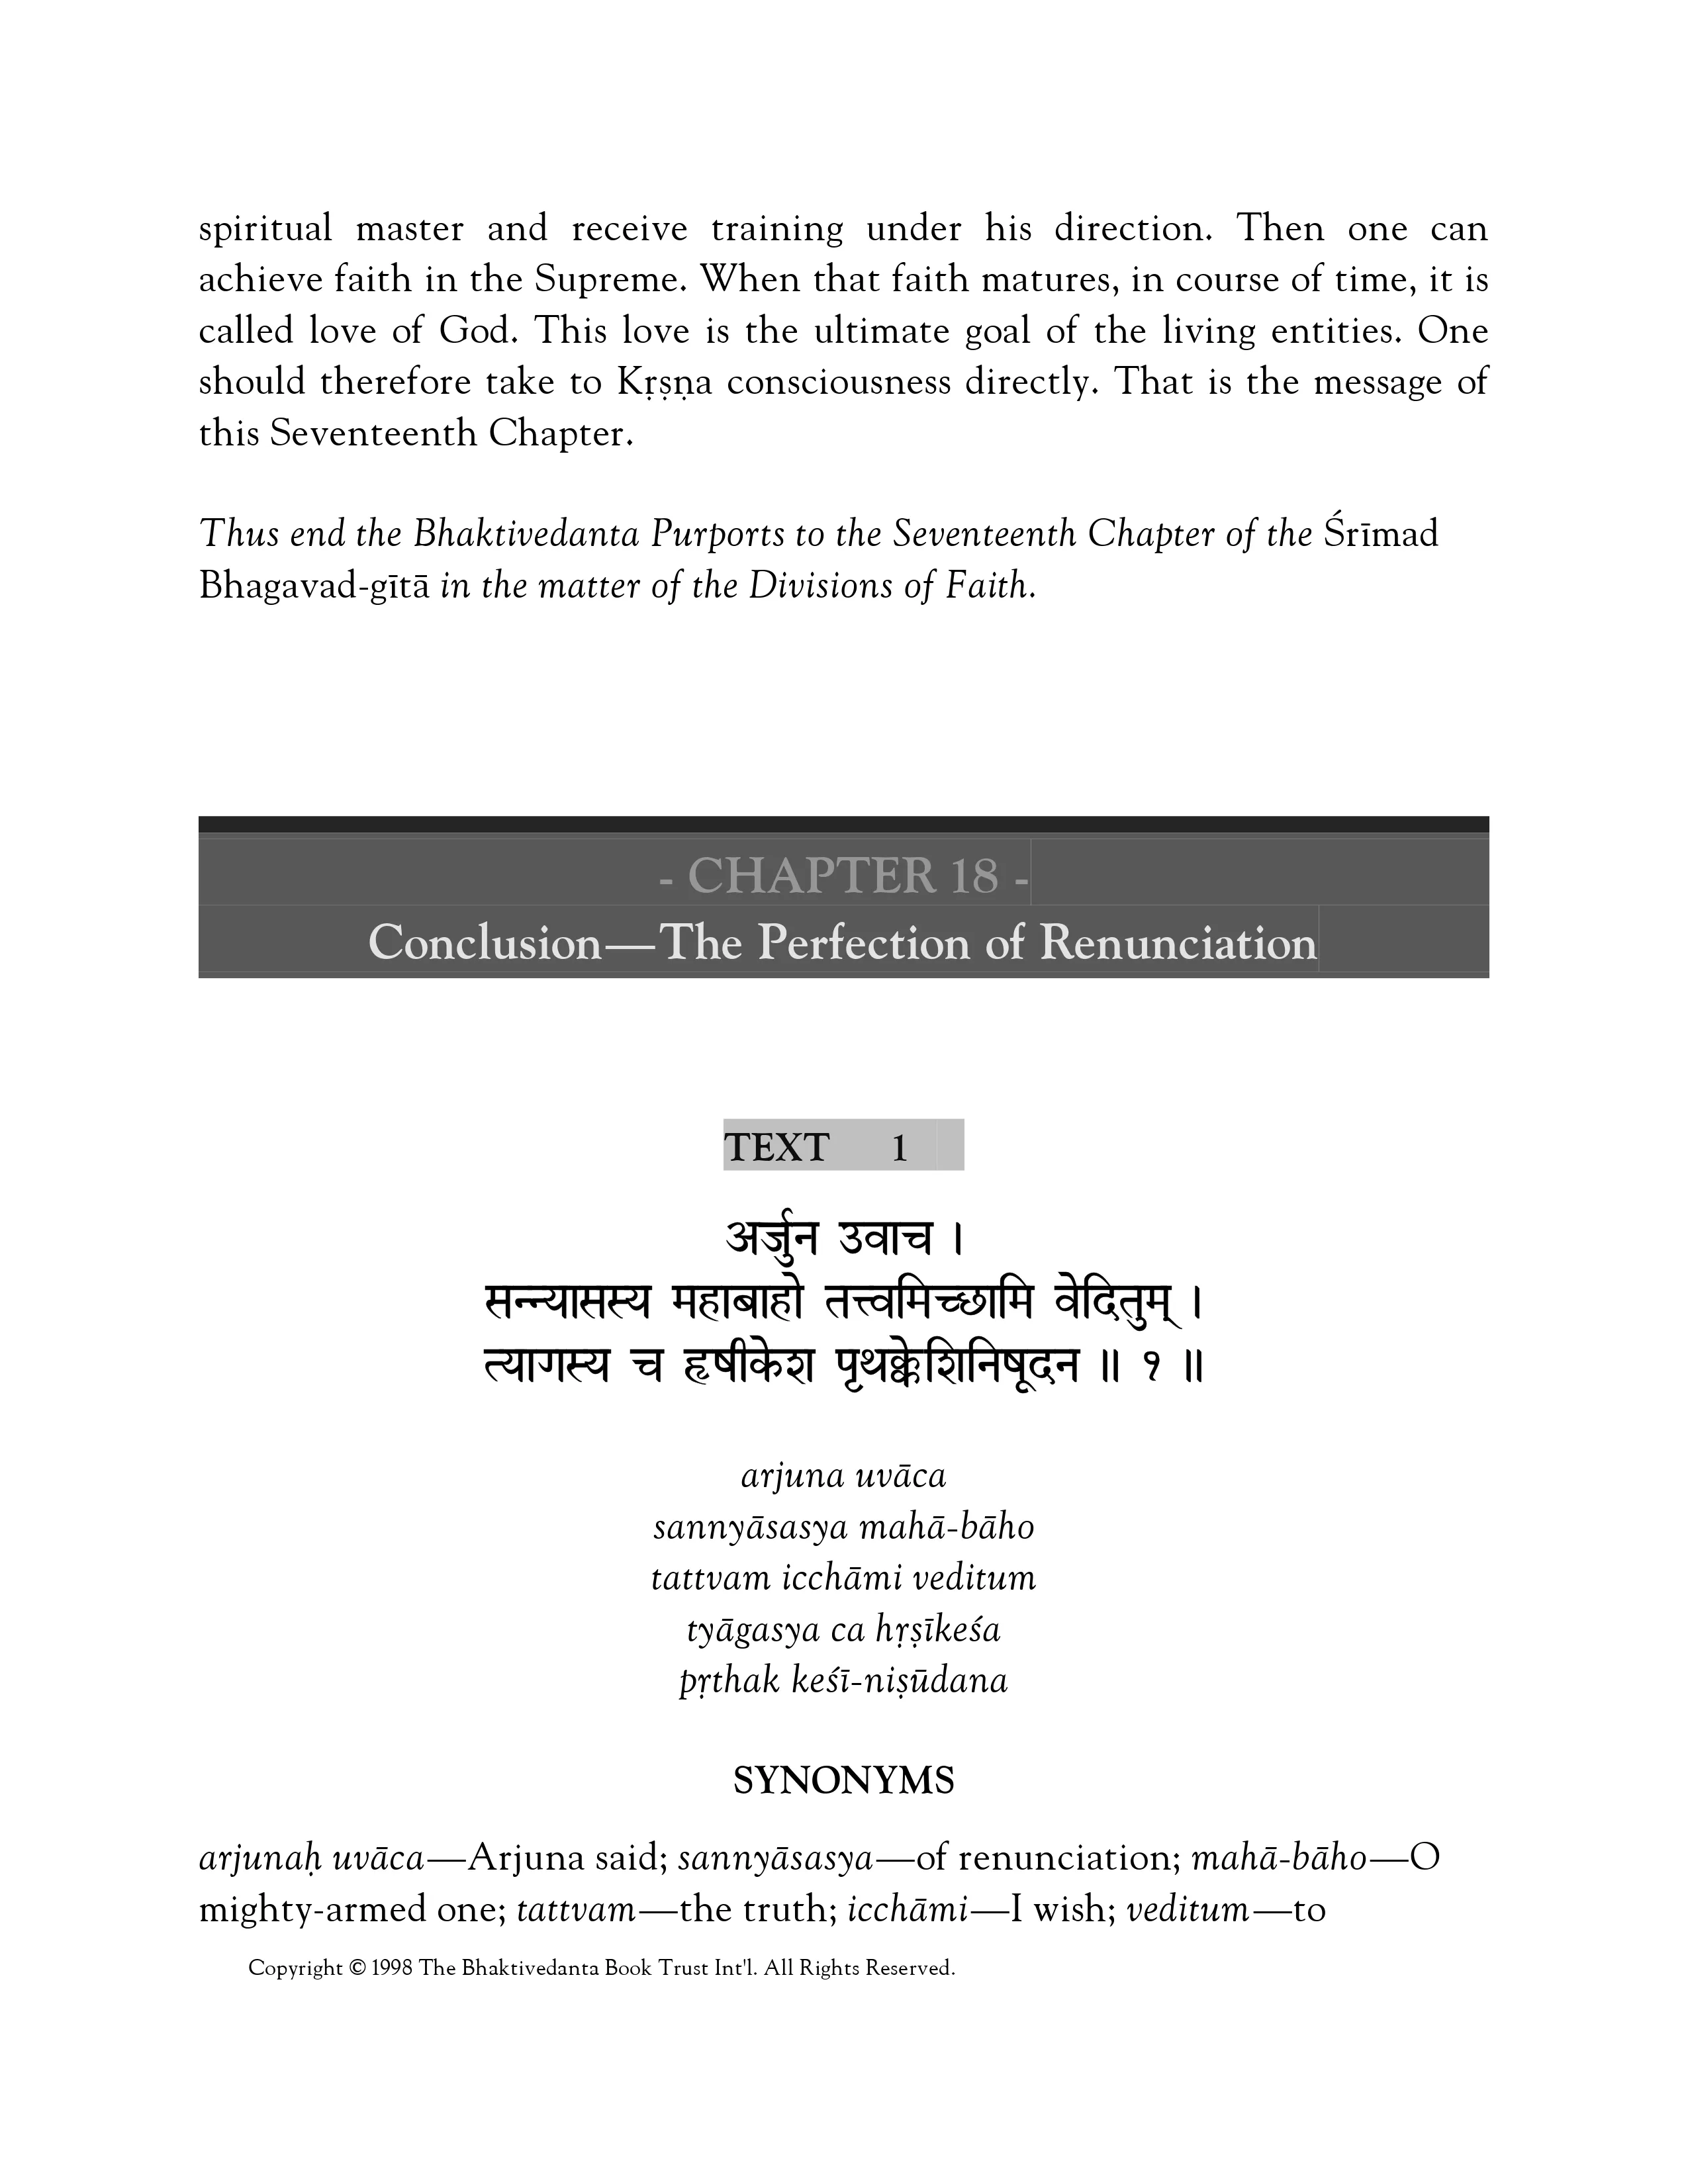 spiritual master and receive training under his direction. Then one can
achieve faith in the Supreme. When that faith matures, in course of time, it is
called love of God. This love is the ultimate goal of the living entities. One
should therefore take to Kṛṣṇa consciousness directly. That is the message of
this Seventeenth Chapter.
Thus end the Bhaktivedanta Purports to the Seventeenth Chapter of the Śrīmad
Bhagavad-gītā in the matter of the Divisions of Faith.
- CHAPTER 18 -
Conclusion—The Perfection of Renunciation
TEXT 1
अर्जुन उवाच ।
सन्न्यासस्य महाबाहो तत्त्वमिच्छामि वेदितुम् ।
त्यागस्य च हृषीकेश पृथक्केशिनिषूदन ॥ १ ॥
arjuna uvāca
sannyāsasya mahā-bāho
tattvam icchāmi veditum
tyāgasya ca hṛṣīkeśa
pṛthak keśī-niṣūdana
SYNONYMS
arjunaḥ uvāca—Arjuna said; sannyāsasya—of renunciation; mahā-bāho—O
mighty-armed one; tattvam—the truth; icchāmi—I wish; veditum—to
Copyright © 1998 The Bhaktivedanta Book Trust Int'l. All Rights Reserved.